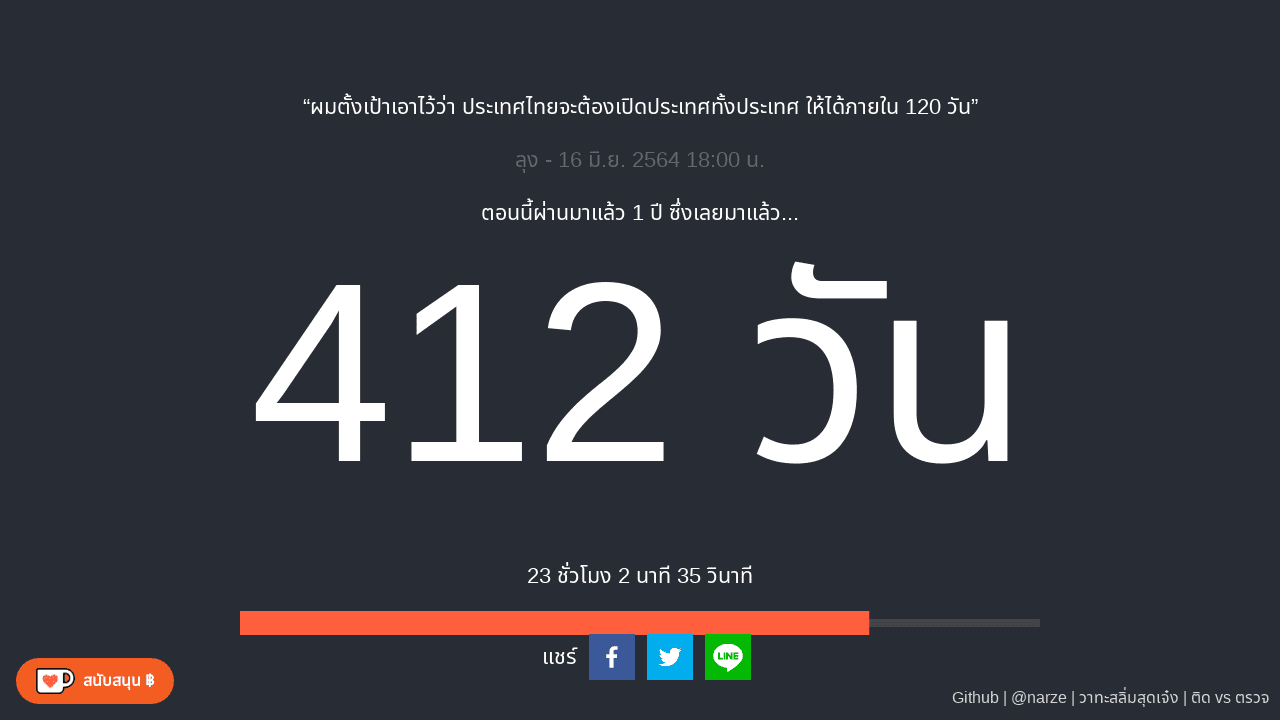 “ผมตั้งเป้าเอาไว้ว่า ประเทศไทยจะต้องเปิดประเทศทั้งประเทศ ให้ได้ภายใน 120 วัน”
ลุง - 16 มิ.ย. 2564 18:00 น.
ตอนนี้ผ่านมาแล้ว 1 ปี ซึ่งเลยมาแล้ว...
412 วัน
23 ชั่วโมง 2 นาที 35 วินาที
แชร์
LINE
สนับสนุน ฿
Github | @narze | วาทะสลิ่มสุดเจ๋ง | ติด vs ตรวจ